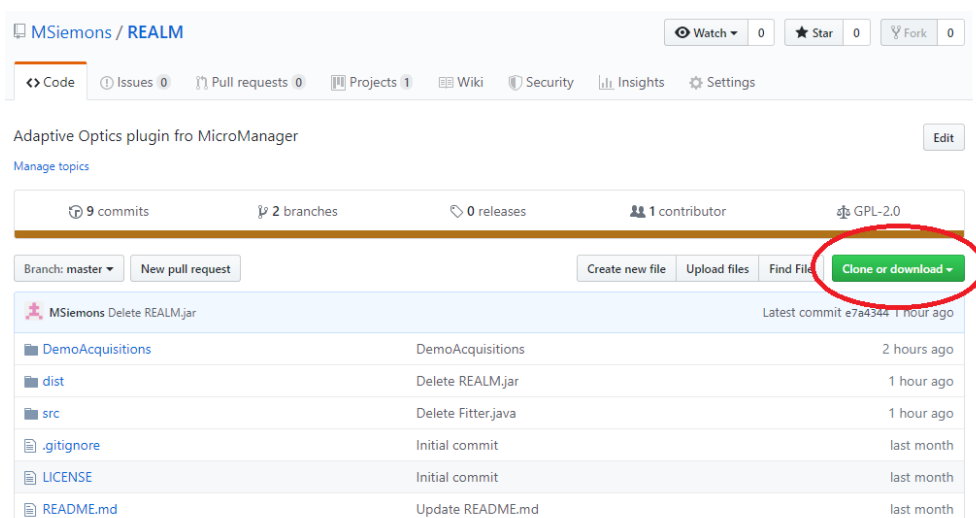 MSiemons / REALM
Watch 0 Star 0 Fork 0
Code Issues 0 Pull requests 0 Projects 1 Wiki Security Insights Settings
Adaptive Optics plugin fro MicroManager Edit
Manage topics
9 commits 2 branches 0 releases 1 contributor GPL-2.0
Branch: master New pull request Create new file Upload files Find File Clone or download
MSiemons Delete REALM.jar Latest commit e7a4344 1 hour ago
DemoAcquisitions DemoAcquisitions 2 hours ago
dist Delete REALM.jar 1 hour ago
src Delete Fitter.java 1 hour ago
.gitignore Initial commit last month
LICENSE Initial commit last month
README.md Update README.md last month